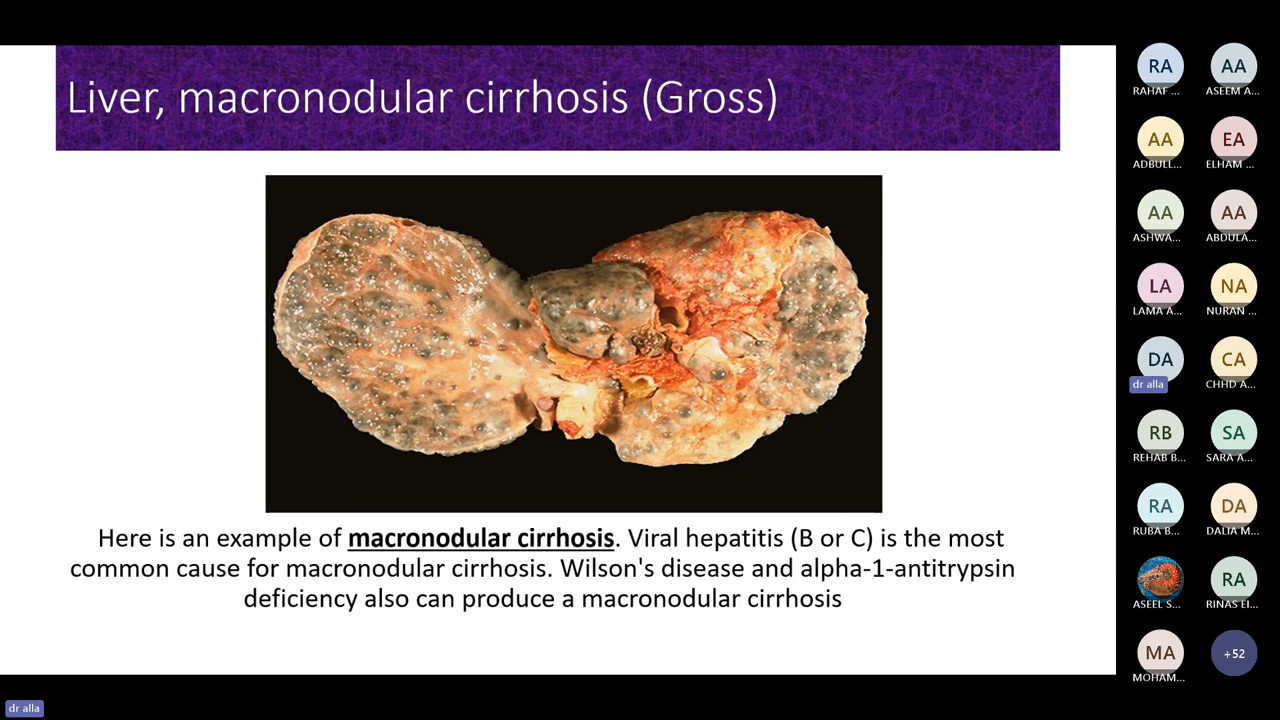 Liver, macronodular cirrhosis (Gross)
Here is an example of macronodular cirrhosis. Viral hepatitis (B or C) is the most
common cause for macronodular cirrhosis. Wilson's disease and alpha-1-antitrypsin
deficiency also can produce a macronodular cirrhosis
RA AA
RAHAF ... ASEEM A...
AA EA
ADBULL... ELHAM ...
AA AA
ASHWA... ABDULA...
LA NA
LAMA A... NURAN ...
DA CA
dr alla CHHD A...
RB SA
REHAB B... SARA A...
RA DA
RUBA B... DALIA M...
RA
ASEEL S... RINAS EI...
MA +52
MOHAM...
dr alla